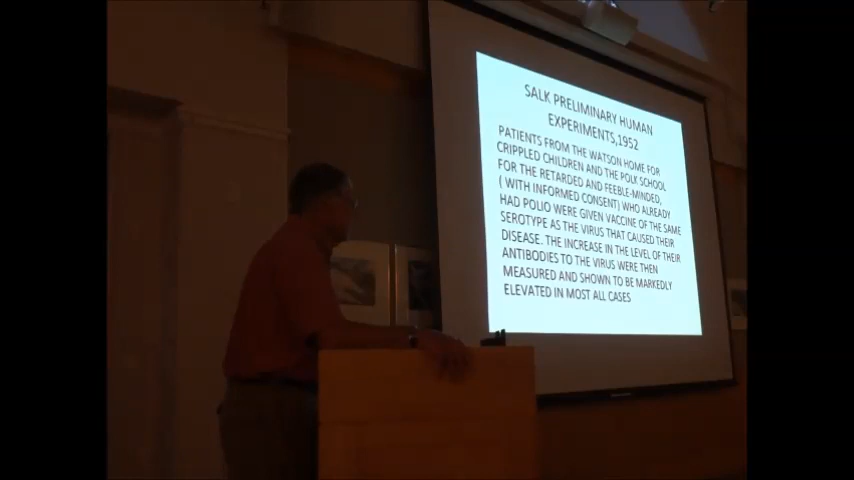 SALK PRELIMINARY HUMAN
EXPERIMENTS,1952
PATIENTS FROM THE WATSON HOME FOR
CRIPPLED CHILDREN AND THE POLK SCHOOL
FOR THE RETARDED AND FEEBLE-MINDED,
( WITH INFORMED CONSENT) WHO ALREADY
HAD POLIO WERE GIVEN VACCINE OF THE SAME
SEROTYPE AS THE VIRUS THAT CAUSED THEIR
DISEASE. THE INCREASE IN THE LEVEL OF THEIR
ANTIBODIES TO THE VIRUS WERE THEN
MEASURED AND SHOWN TO BE MARKEDLY
ELEVATED IN MOST ALL CASES